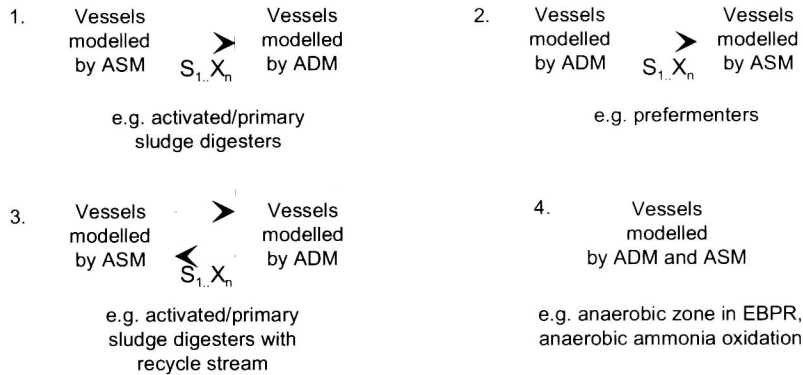 1.
Vessels
modelled
by ASM
S1..Xn
Vessels
modelled
by ADM
e.g. activated/primary
sludge digesters
2.
Vessels
modelled
by ADM
S1..Xn
Vessels
modelled
by ASM
e.g. prefermenters
3.
Vessels
modelled
by ASM
S1..Xn
Vessels
modelled
by ADM
e.g. activated/primary
sludge digesters with
recycle stream
4.
Vessels
modelled
by ADM and ASM
e.g. anaerobic zone in EBPR,
anaerobic ammonia oxidation